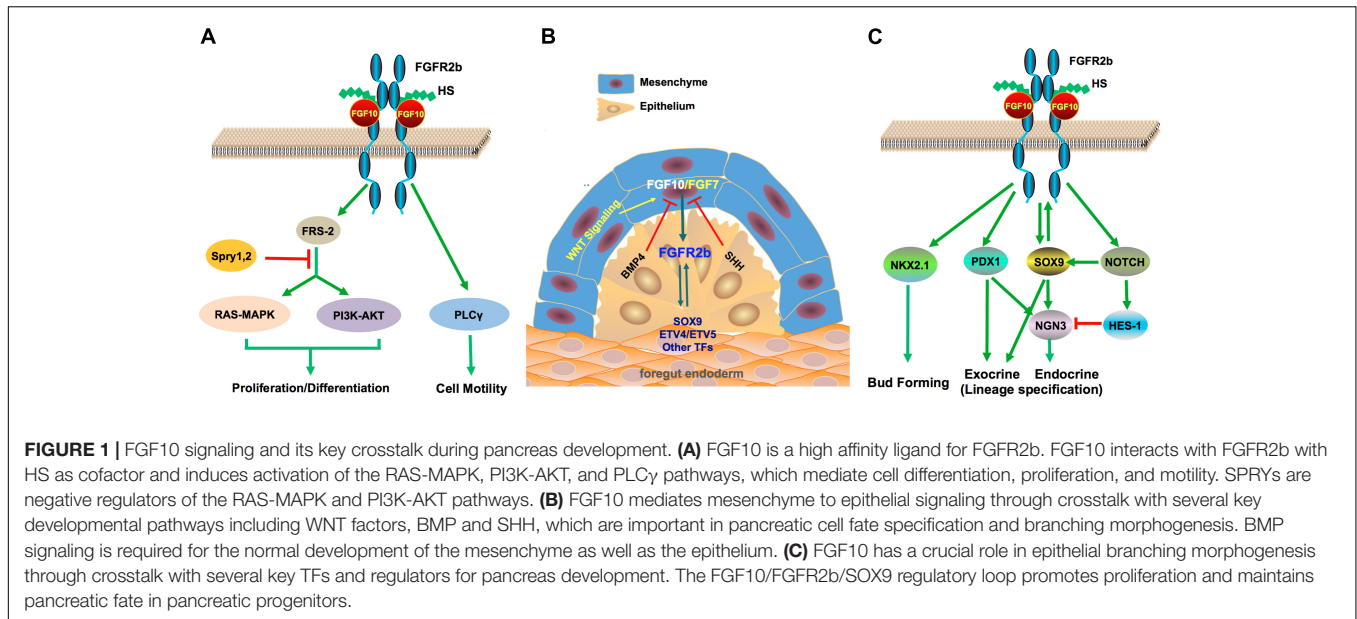 A
FGFR2b
HS
FGF10
FGF10
FRS-2
Spry1,2
RAS-MAPK
PI3K-AKT
PLCγ
Proliferation/Differentiation
Cell Motility
B
Mesenchyme
Epithelium
FGF10/FGF7
WNT Signaling
BMP4
FGFR2b
SHH
SOX9
ETV4/ETV5
Other TFs
foregut endoderm
C
FGFR2b
HS
FGF10
FGF10
NKX2.1
PDX1
SOX9
NOTCH
NGN3
HES-1
Bud Forming
Exocrine
Endocrine
(Lineage specification)
FIGURE 1 | FGF10 signaling and its key crosstalk during pancreas development. (A) FGF10 is a high affinity ligand for FGFR2b. FGF10 interacts with FGFR2b with
HS as cofactor and induces activation of the RAS-MAPK, PI3K-AKT, and PLCγ pathways, which mediate cell differentiation, proliferation, and motility. SPRYs are
negative regulators of the RAS-MAPK and PI3K-AKT pathways. (B) FGF10 mediates mesenchyme to epithelial signaling through crosstalk with several key
developmental pathways including WNT factors, BMP and SHH, which are important in pancreatic cell fate specification and branching morphogenesis. BMP
signaling is required for the normal development of the mesenchyme as well as the epithelium. (C) FGF10 has a crucial role in epithelial branching morphogenesis
through crosstalk with several key TFs and regulators for pancreas development. The FGF10/FGFR2b/SOX9 regulatory loop promotes proliferation and maintains
pancreatic fate in pancreatic progenitors.